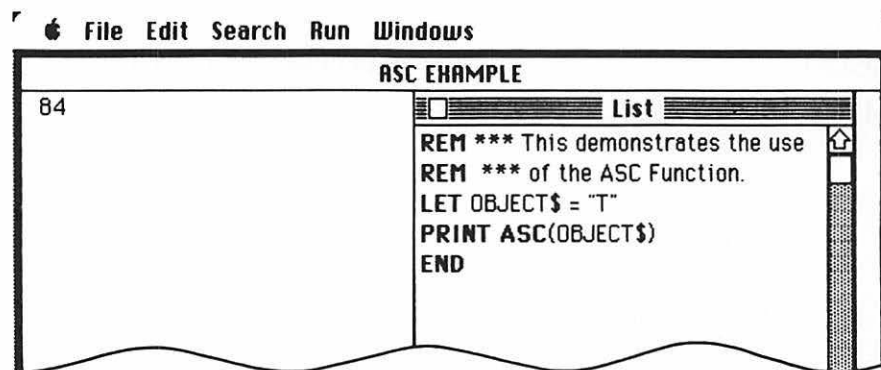 File Edit Search Run Windows
ASC EXAMPLE
84
List
REM *** This demonstrates the use
REM *** of the ASC Function.
LET OBJECT$ = "T"
PRINT ASC(OBJECT$)
END